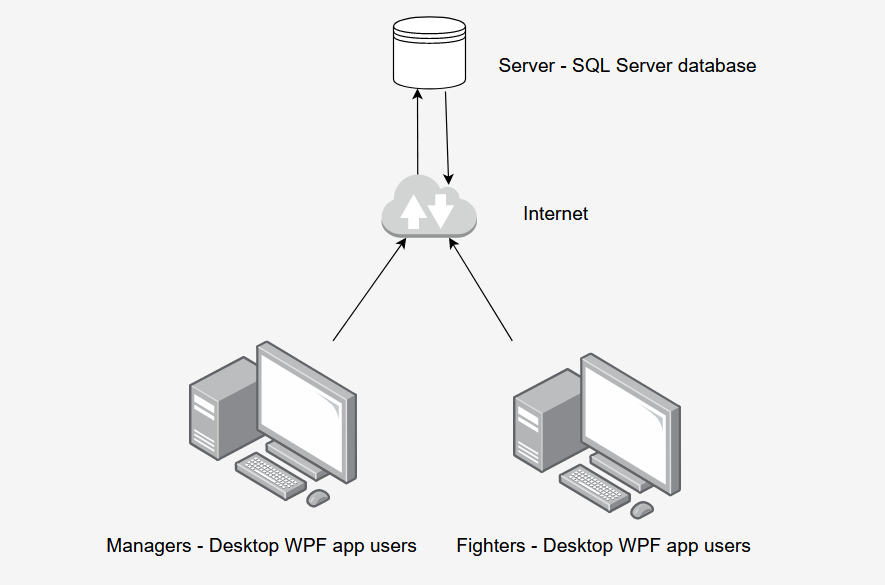 Server - SQL Server database
Internet
Managers - Desktop WPF app users
Fighters - Desktop WPF app users